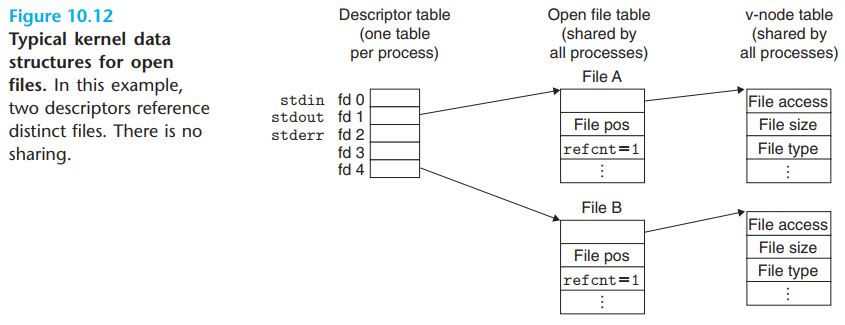 Figure 10.12
Typical kernel data
structures for open
files. In this example,
two descriptors reference
distinct files. There is no
sharing.
Descriptor table
(one table
per process)
Open file table
(shared by
all processes)
v-node table
(shared by
all processes)
stdin fd 0
stdout fd 1
stderr fd 2
fd 3
fd 4
File A
File pos
refcnt=1
⋮
File access
File size
File type
⋮
File B
File pos
refcnt=1
⋮
File access
File size
File type
⋮